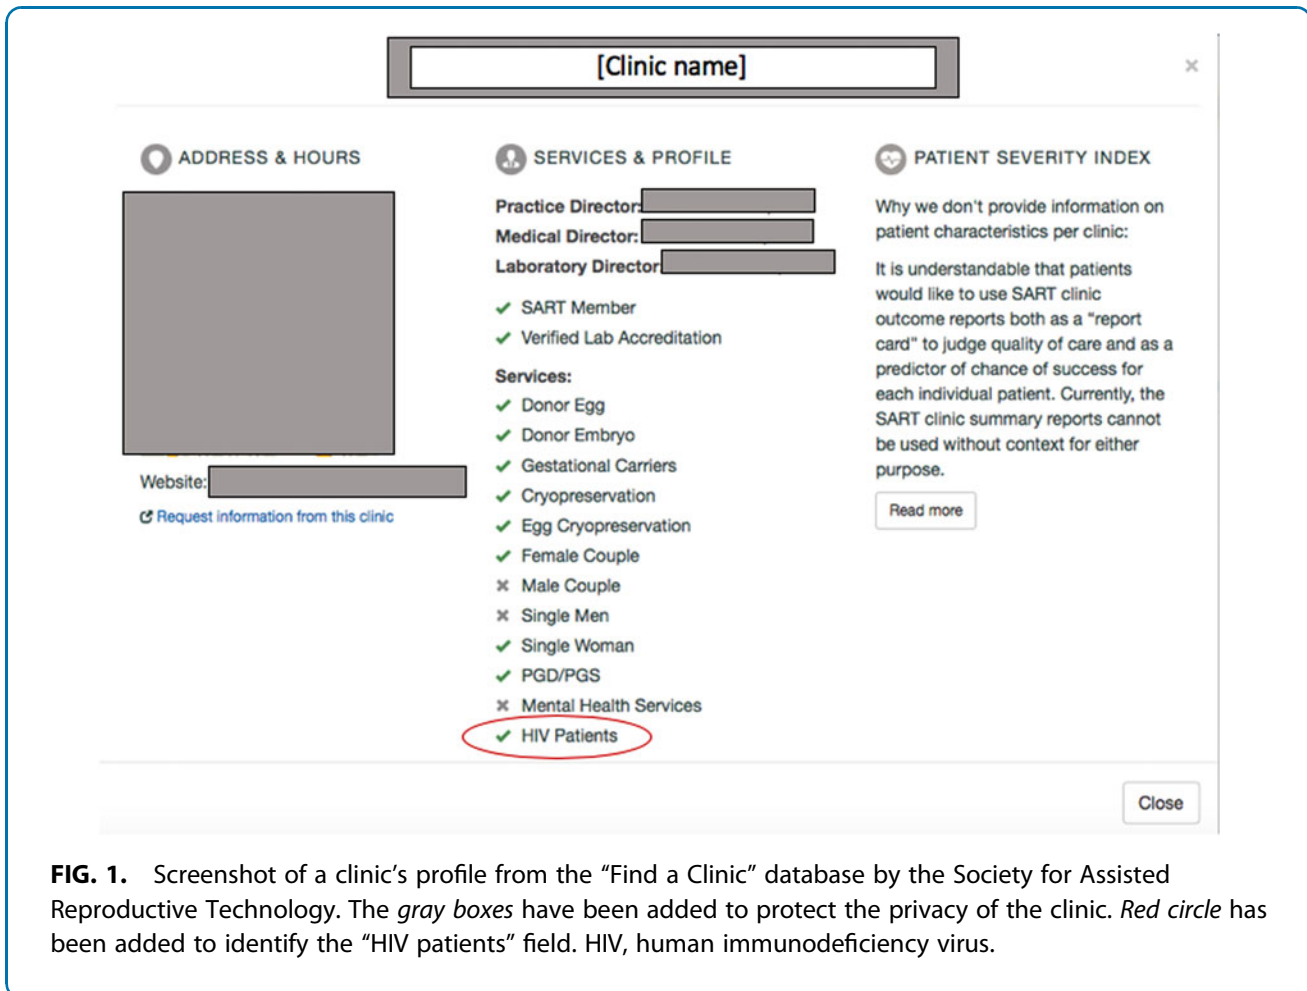 [Clinic name]
×
ADDRESS & HOURS
Website:
Request information from this clinic
SERVICES & PROFILE
Practice Director:
Medical Director:
Laboratory Director
SART Member
Verified Lab Accreditation
Services:
Donor Egg
Donor Embryo
Gestational Carriers
Cryopreservation
Egg Cryopreservation
Female Couple
Male Couple
Single Men
Single Woman
PGD/PGS
Mental Health Services
HIV Patients
PATIENT SEVERITY INDEX
Why we don't provide information on
patient characteristics per clinic:
It is understandable that patients
would like to use SART clinic
outcome reports both as a "report
card" to judge quality of care and as a
predictor of chance of success for
each individual patient. Currently, the
SART clinic summary reports cannot
be used without context for either
purpose.
Read more
Close
FIG. 1. Screenshot of a clinic's profile from the “Find a Clinic” database by the Society for Assisted
Reproductive Technology. The gray boxes have been added to protect the privacy of the clinic. Red circle has
been added to identify the “HIV patients” field. HIV, human immunodeficiency virus.